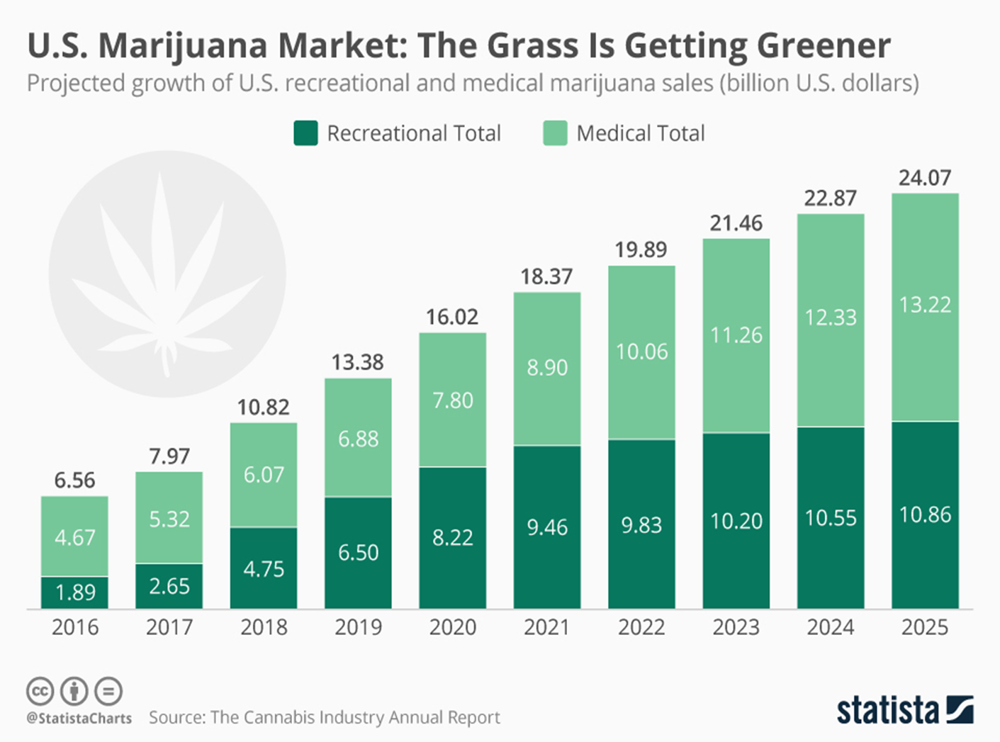 U.S. Marijuana Market: The Grass Is Getting Greener
Projected growth of U.S. recreational and medical marijuana sales (billion U.S. dollars)
Recreational Total Medical Total
6.56 7.97 10.82 13.38 16.02 18.37 19.89 21.46 22.87 24.07
4.67 5.32 6.07 6.88 7.80 8.90 10.06 11.26 12.33 13.22
1.89 2.65 4.75 6.50 8.22 9.46 9.83 10.20 10.55 10.86
2016 2017 2018 2019 2020 2021 2022 2023 2024 2025
cc
@StatistaCharts Source: The Cannabis Industry Annual Report
statista